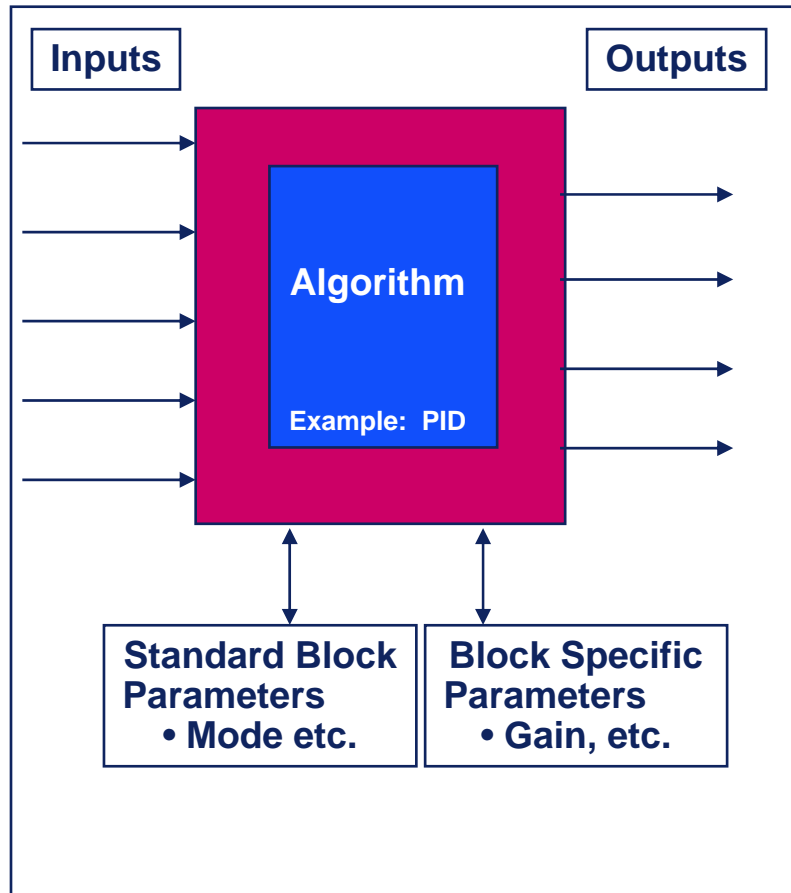 Inputs
Outputs
Algorithm
Example:  PID
Standard Block
Parameters
• Mode etc.
Block Specific
Parameters
• Gain, etc.